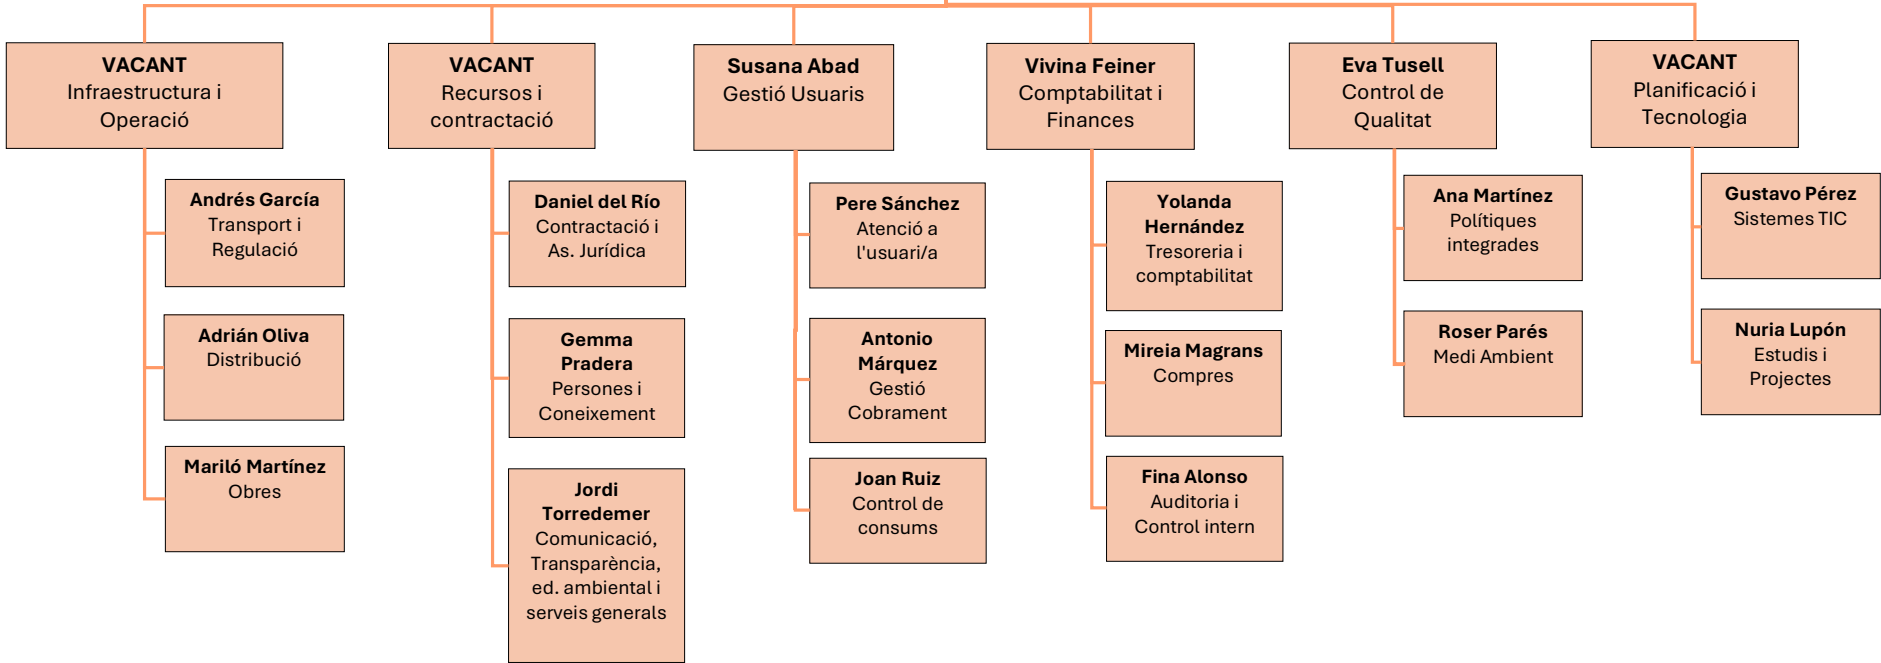 VACANT
Infraestructura i
Operació
VACANT
Recursos i
contractació
Susana Abad
Gestió Usuaris
Vivina Feiner
Comptabilitat i
Finances
Eva Tusell
Control de
Qualitat
VACANT
Planificació i
Tecnologia
Andrés García
Transport i
Regulació
Adrián Oliva
Distribució
Mariló Martínez
Obres
Daniel del Río
Contractació i
As. Jurídica
Gemma
Pradera
Persones i
Coneixement
Jordi
Torredemer
Comunicació,
Transparència,
ed. ambiental i
serveis generals
Pere Sánchez
Atenció a
l'usuari/a
Antonio
Márquez
Gestió
Cobrament
Joan Ruiz
Control de
consums
Yolanda
Hernández
Tresoreria i
comptabilitat
Mireia Magrans
Compres
Fina Alonso
Auditoria i
Control intern
Ana Martínez
Polítiques
integrades
Roser Parés
Medi Ambient
Gustavo Pérez
Sistemes TIC
Nuria Lupón
Estudis i
Projectes